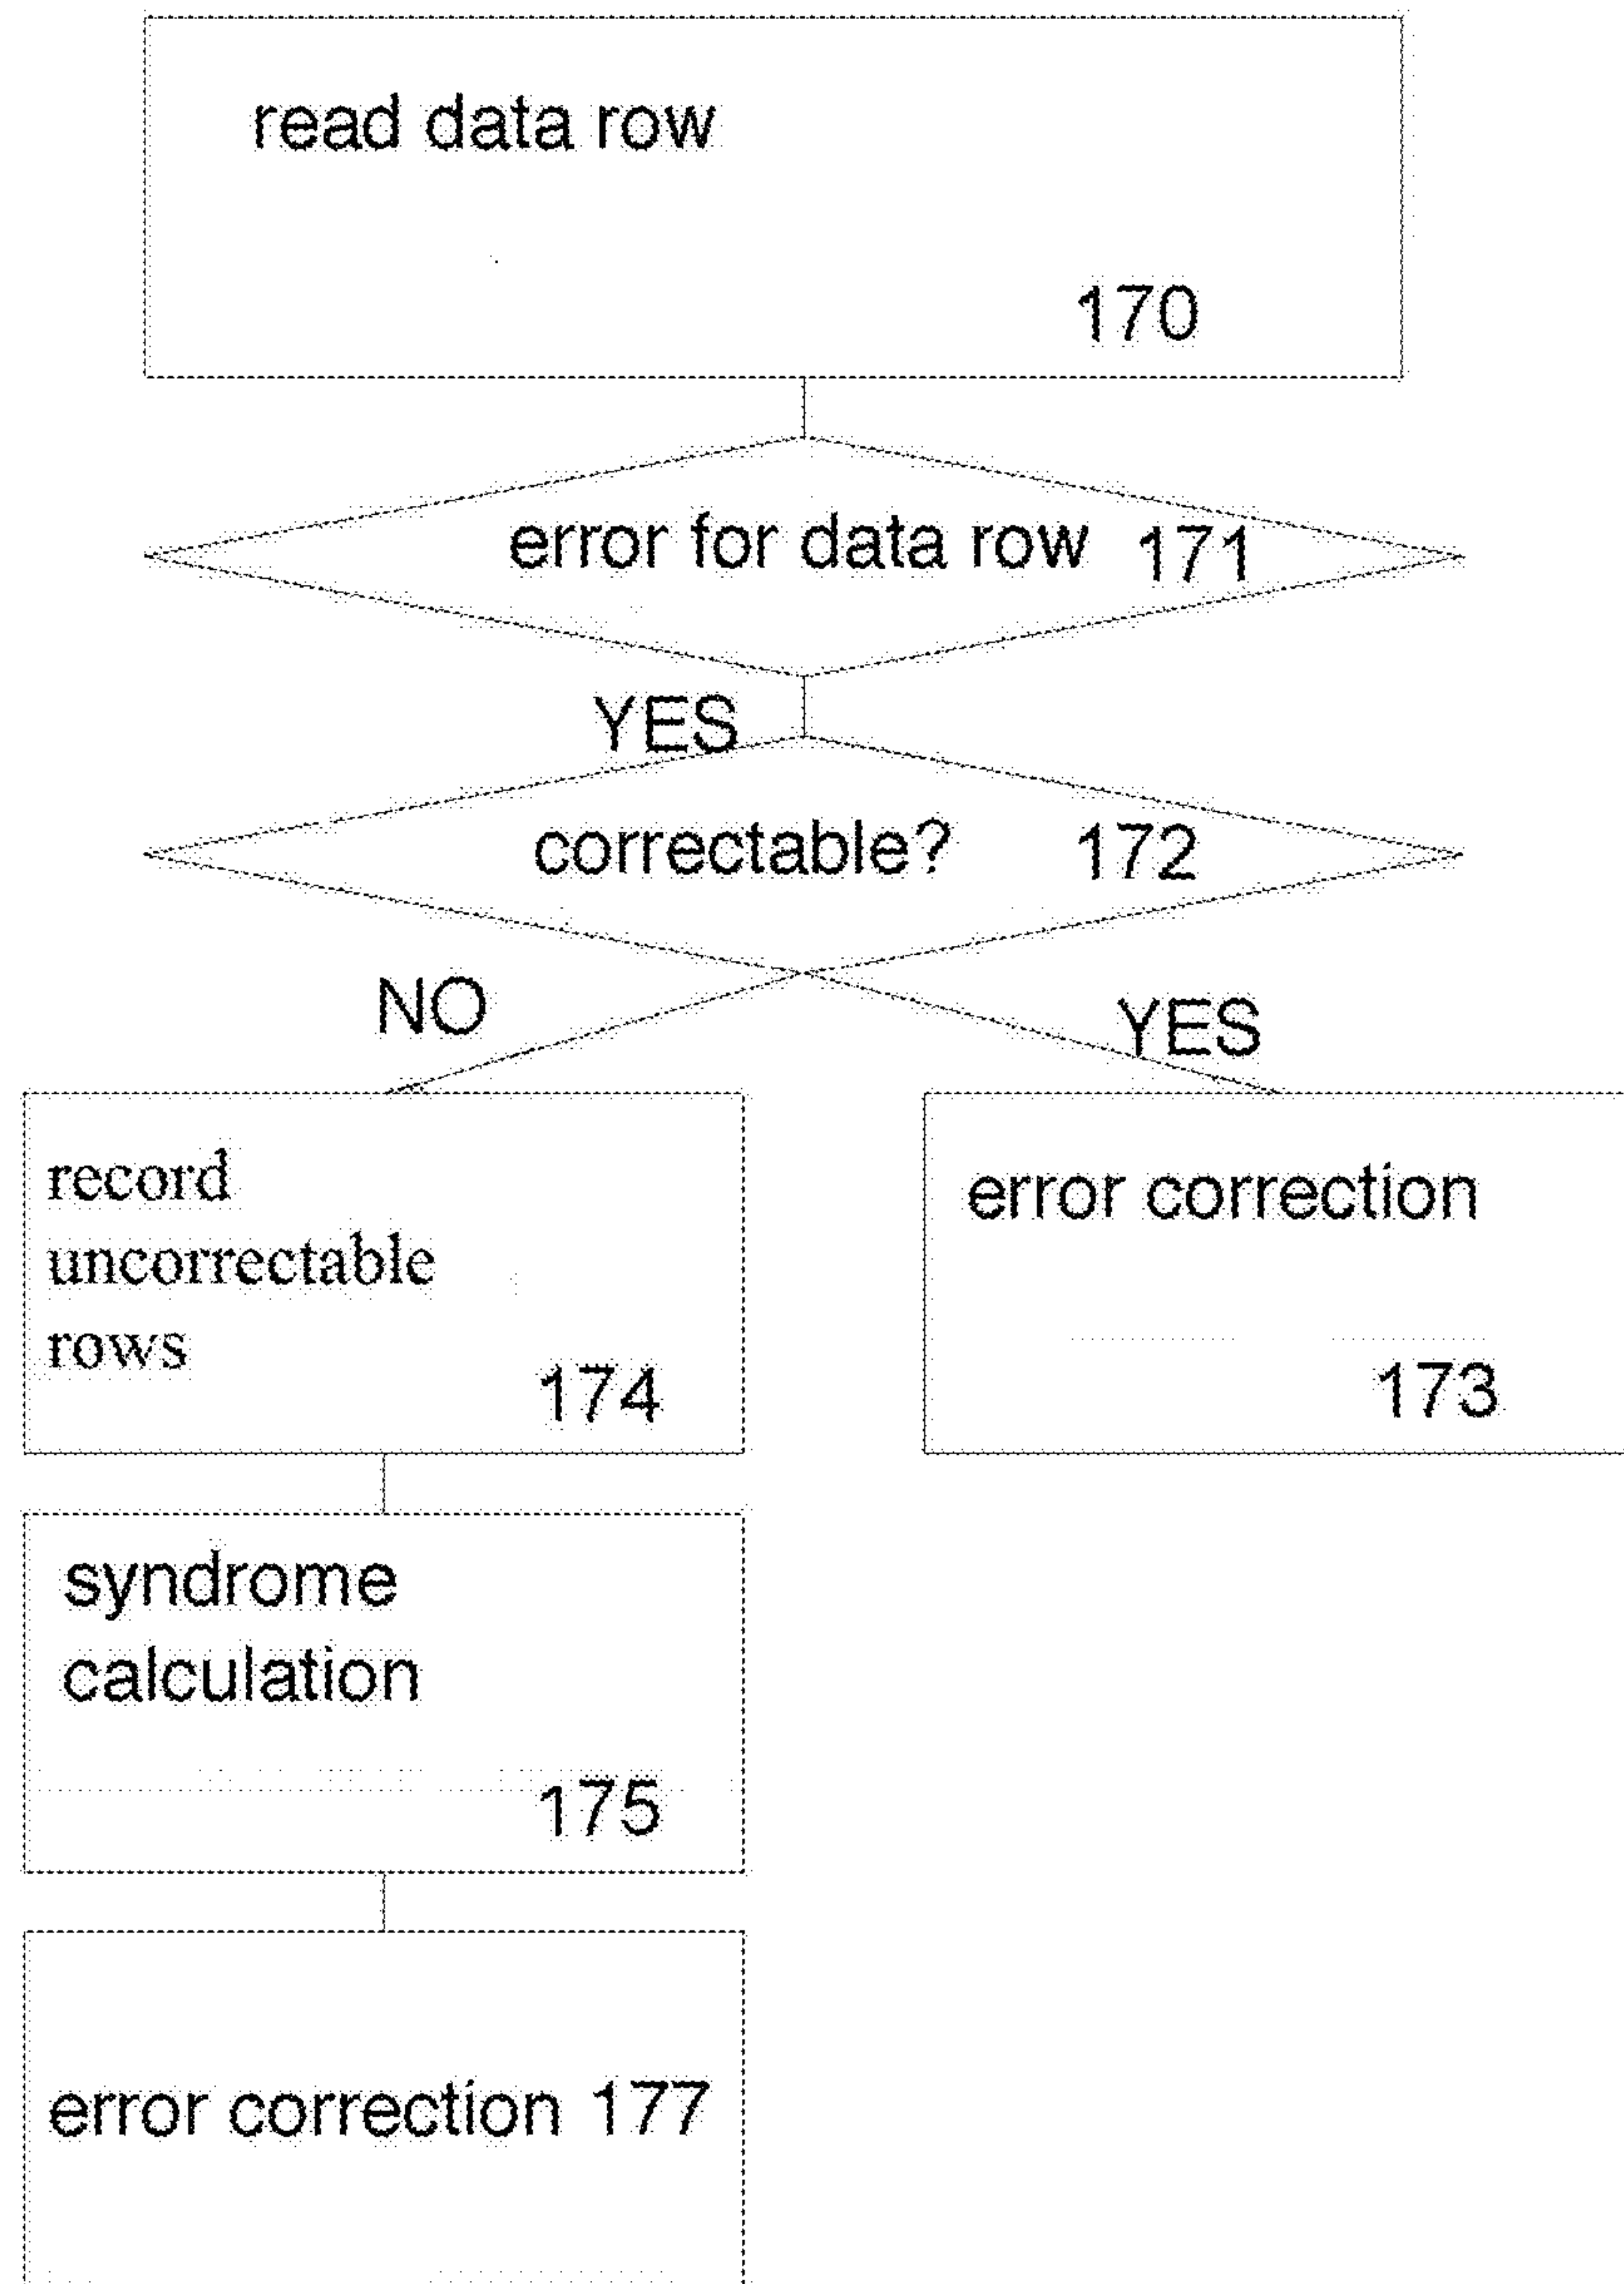 read data row
170
error for data row 171
YES
correctable? 172
NO
YES
record
uncorrectable
rows
174
error correction
173
syndrome
calculation
175
error correction 177